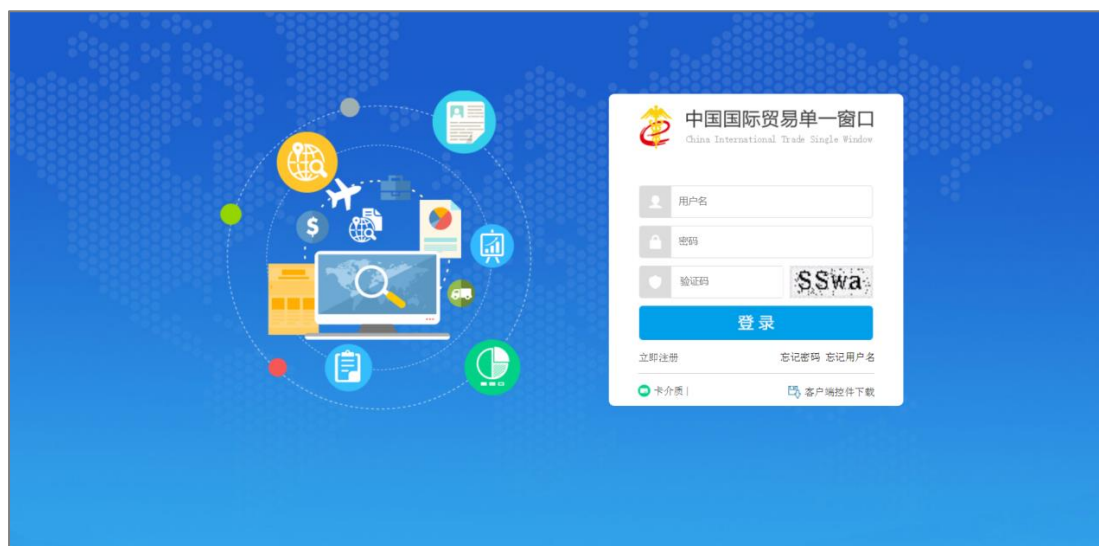 中国国际贸易单一窗口
China International Trade Single Window
用户名
密码
验证码 SSwa
登录
立即注册 忘记密码 忘记用户名
卡介质 | 客户端控件下载
$